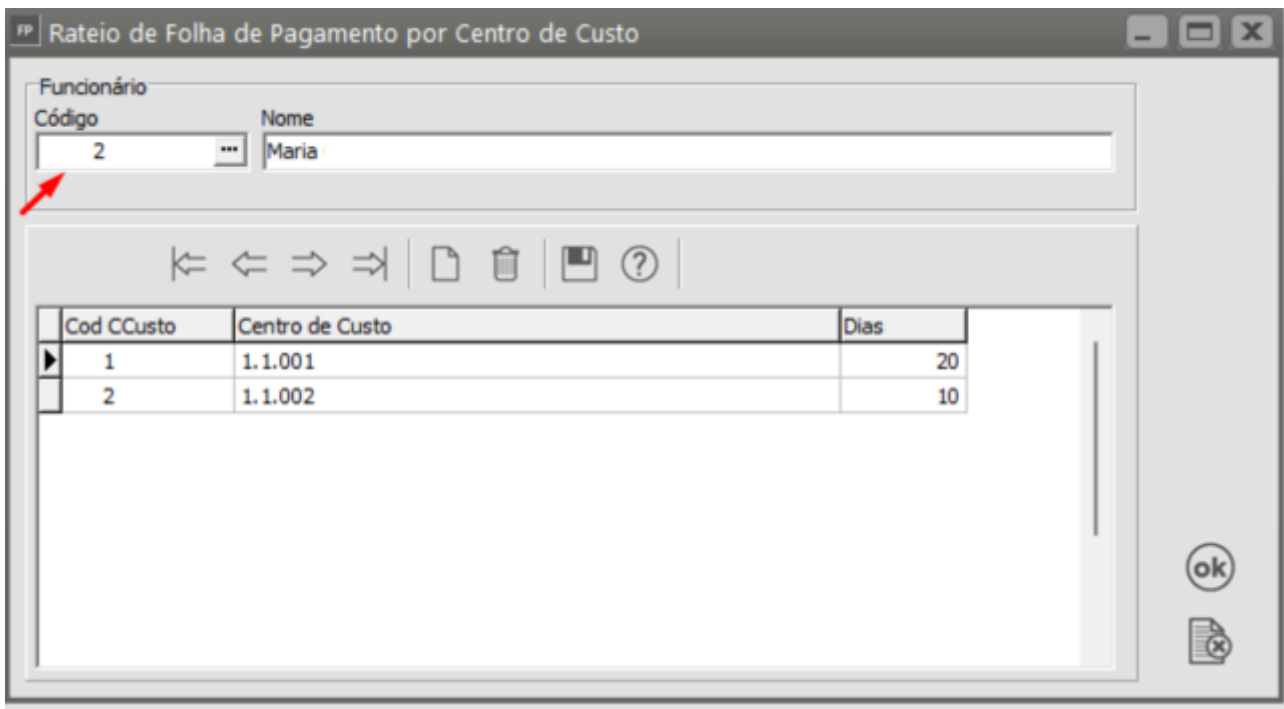 FP Rateio de Folha de Pagamento por Centro de Custo
Funcionário
Código Nome
2 ... Maria
?
Cod CCusto Centro de Custo Dias
1 1.1.001 20
2 1.1.002 10
ok